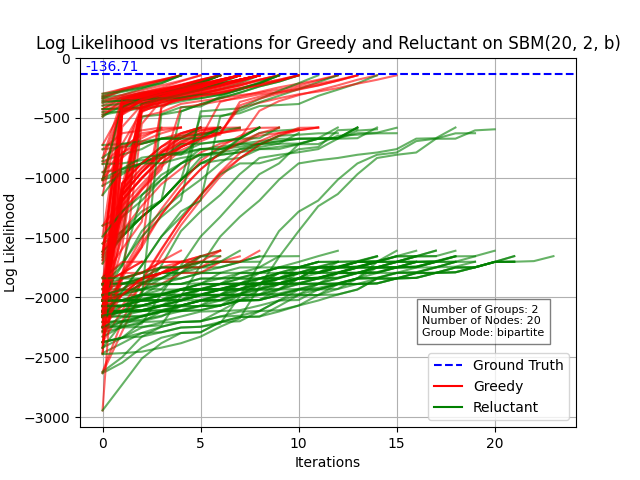 Log Likelihood vs Iterations for Greedy and Reluctant on SBM(20, 2, b)
0
-136.71
−500
−1000
−1500
−2000
−2500
−3000
Log Likelihood
Number of Groups: 2
Number of Nodes: 20
Group Mode: bipartite
Ground Truth
Greedy
Reluctant
0 5 10 15 20
Iterations